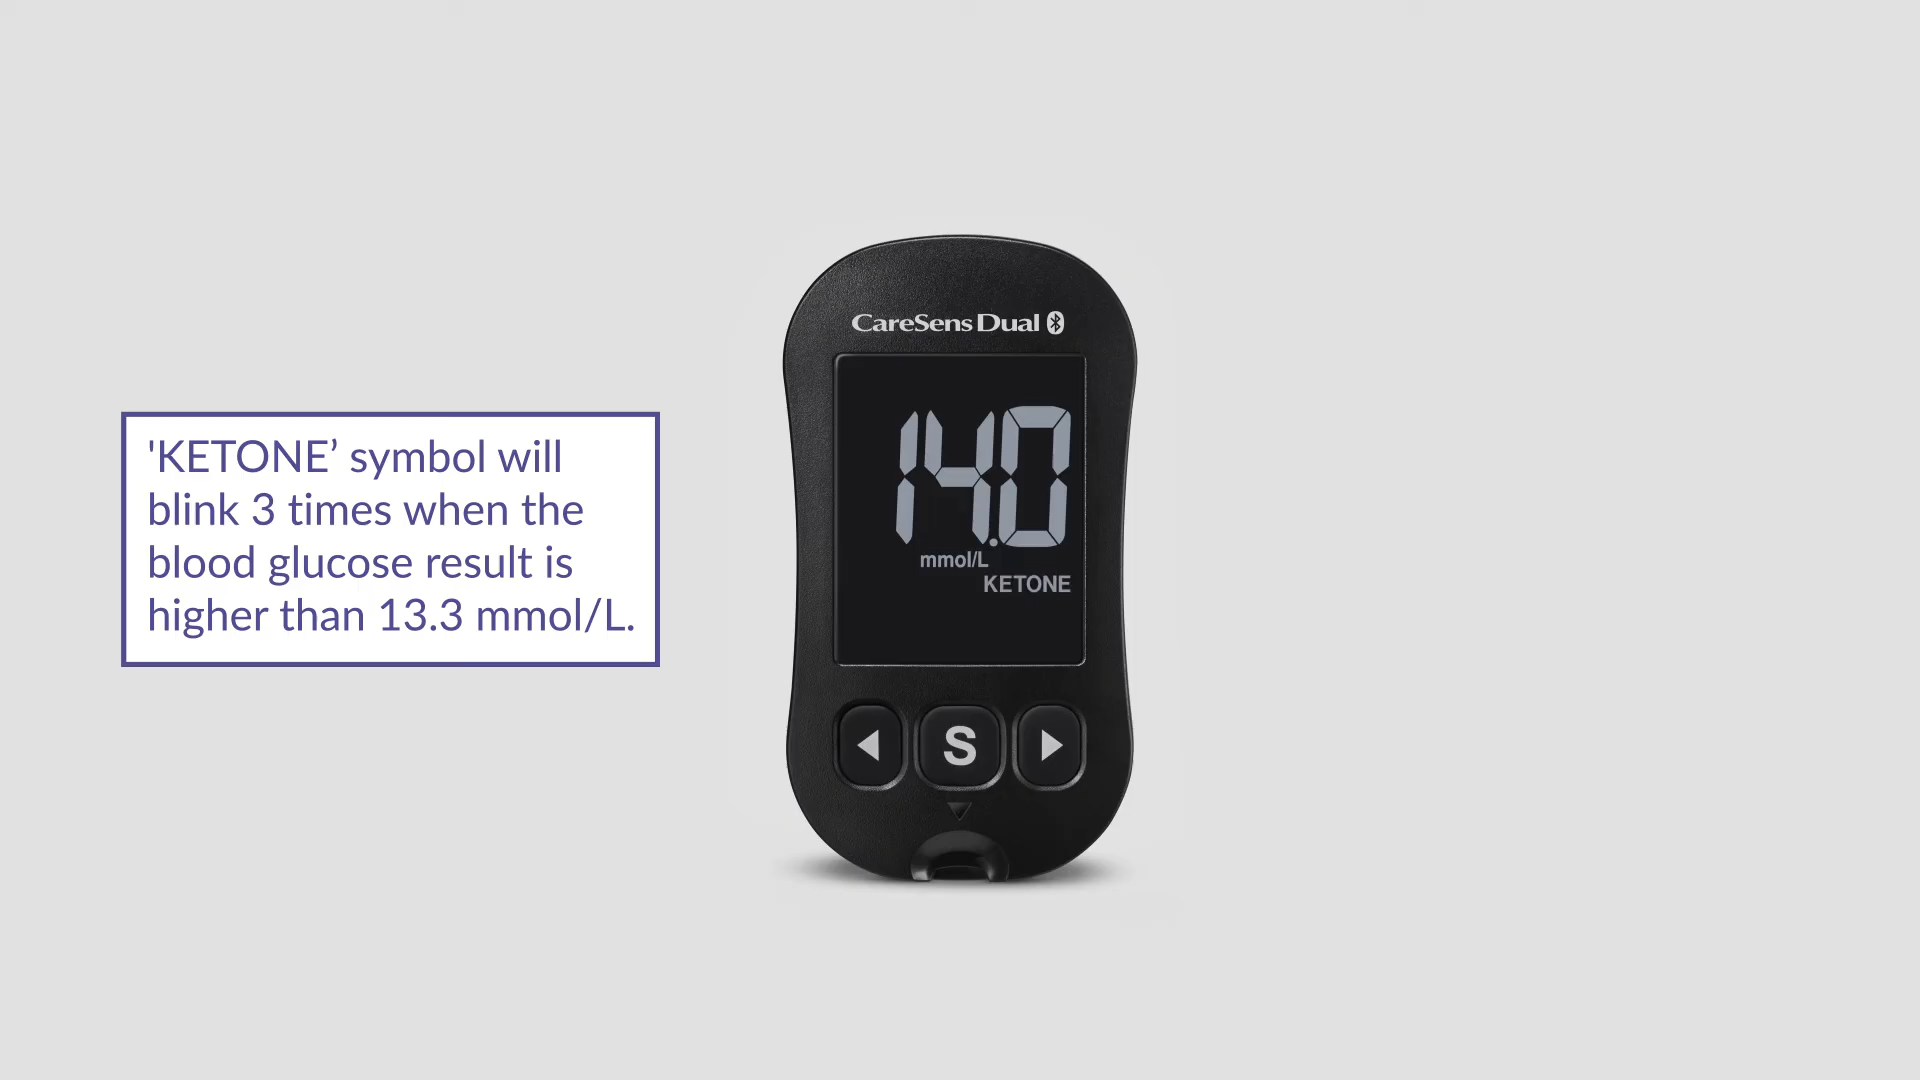 'KETONE’ symbol will
blink 3 times when the
blood glucose result is
higher than 13.3 mmol/L.
CareSens Dual
14.0
mmol/L
KETONE
S